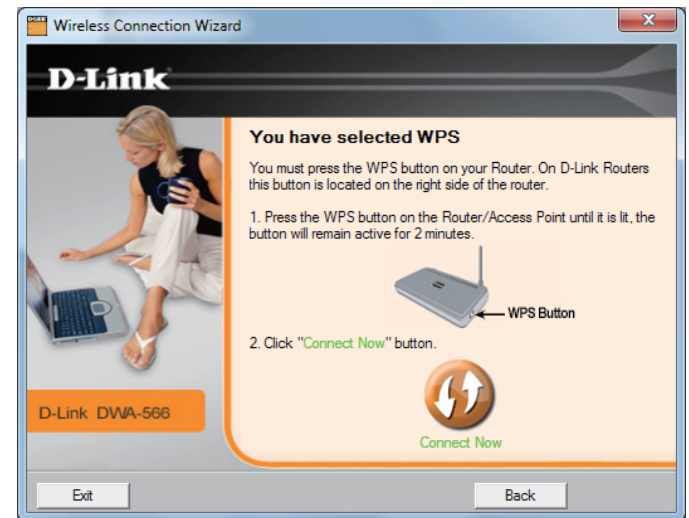 Wireless Connection Wizard
D-Link
You have selected WPS
You must press the WPS button on your Router. On D-Link Routers
this button is located on the right side of the router.
1. Press the WPS button on the Router/Access Point until it is lit, the
button will remain active for 2 minutes.
WPS Button
2. Click "Connect Now" button.
D-Link DWA-566
Connect Now
Exit
Back